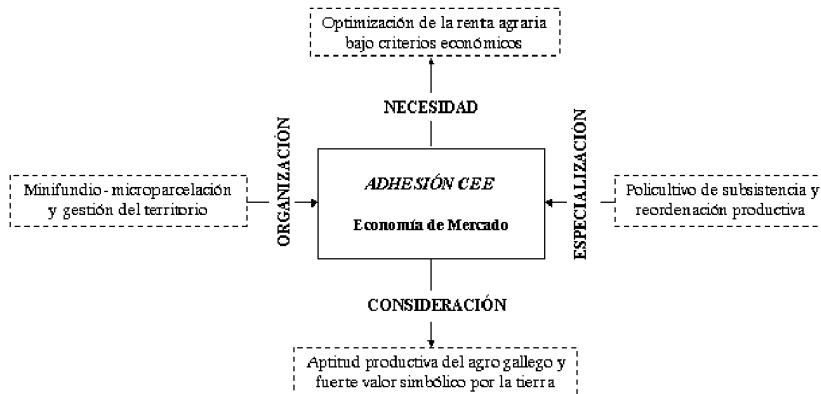 Optimización de la renta agraria
bajo criterios económicos
NECESIDAD
ORGANIZACIÓN
ESPECIALIZACIÓN
Minifundio - microparcelación
y gestión del territorio
ADHESIÓN CEE
Economía de Mercado
Policultivo de subsistencia y
reordenación productiva
CONSIDERACIÓN
Aptitud productiva del agro gallego y
fuerte valor simbólico por la tierra